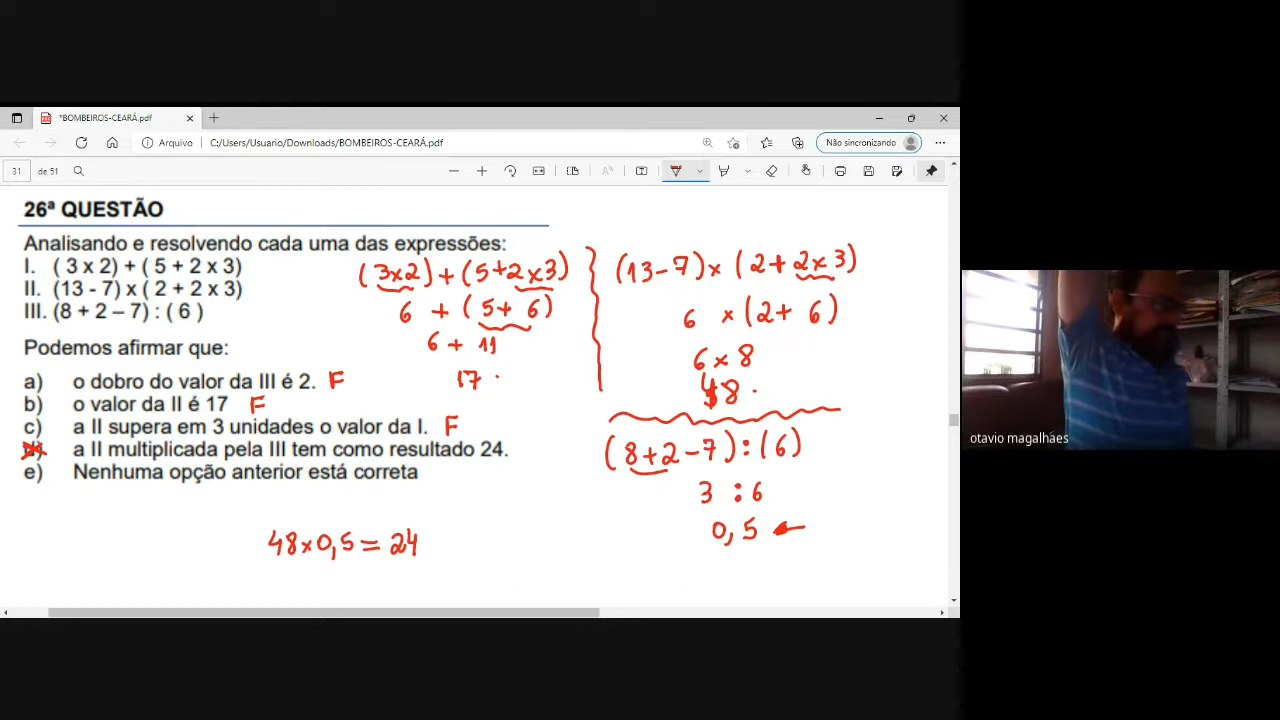 *BOMBEIROS-CEARÁ.pdf
Arquivo C:/Users/Usuario/Downloads/BOMBEIROS-CEARÁ.pdf Não sincronizando
31 de 51
26ª QUESTÃO
Analisando e resolvendo cada uma das expressões:
I. ( 3 x 2) + ( 5 + 2 x 3)
II. (13 - 7) x ( 2 + 2 x 3)
III. (8 + 2 – 7) : ( 6 )
Podemos afirmar que:
a) o dobro do valor da III é 2. F
b) o valor da II é 17 F
c) a II supera em 3 unidades o valor da I. F
d) a II multiplicada pela III tem como resultado 24.
e) Nenhuma opção anterior está correta
(3x2) + (5+2x3)
6 + (5+ 6)
6 + 11
17 .
(13-7)x (2+ 2x3)
6 x(2+ 6)
6 x 8
48 .
(8+2-7):(6)
3 :6
0,5
48x0,5=24
otavio magalhaes